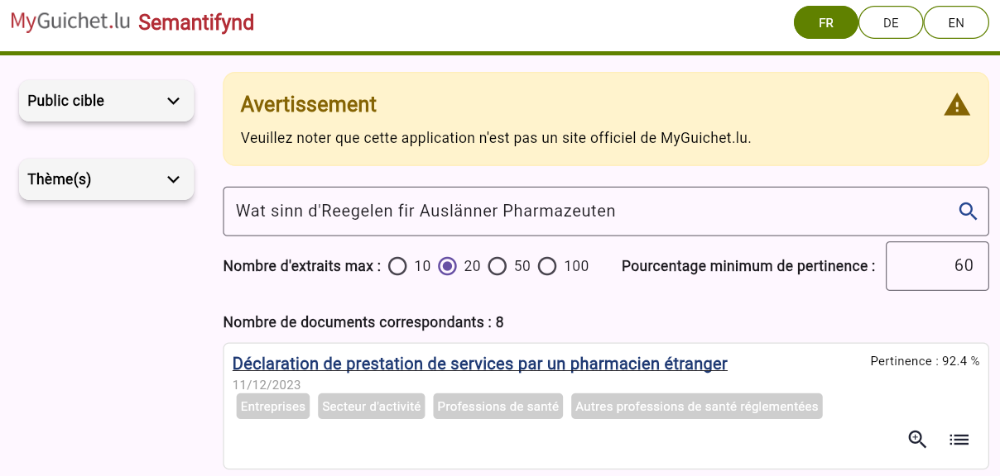 MyGuichet.lu Semantifynd
FR DE EN
Public cible
Thème(s)
Avertissement
Veuillez noter que cette application n'est pas un site officiel de MyGuichet.lu.
Wat sinn d'Reegelen fir Auslänner Pharmazeuten
Nombre d'extraits max : 10 20 50 100 Pourcentage minimum de pertinence : 60
Nombre de documents correspondants : 8
Déclaration de prestation de services par un pharmacien étranger Pertinence : 92.4 %
11/12/2023
Entreprises Secteur d'activité Professions de santé Autres professions de santé réglementées